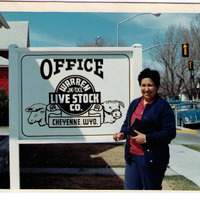 OFFICE
WARREN
LIVE STOCK
CO.
CHEYENNE WYO.